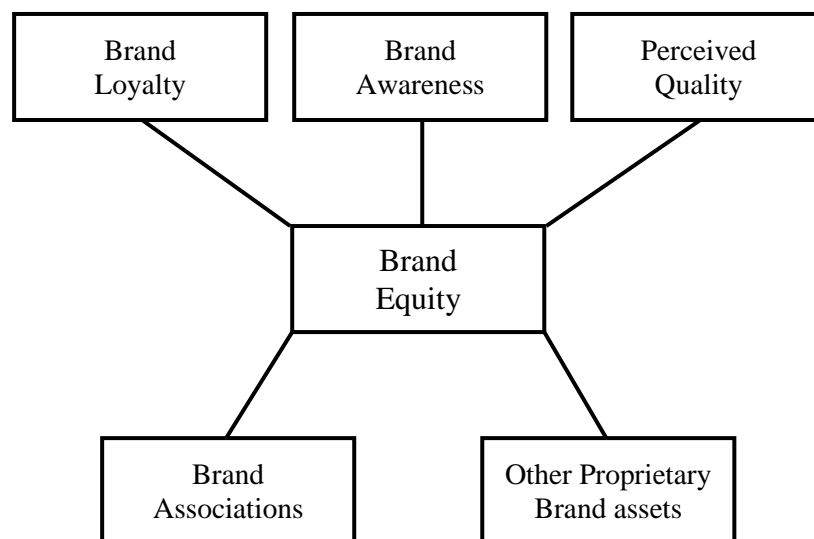 Brand
Loyalty
Brand
Awareness
Perceived
Quality
Brand
Equity
Brand
Associations
Other Proprietary
Brand assets